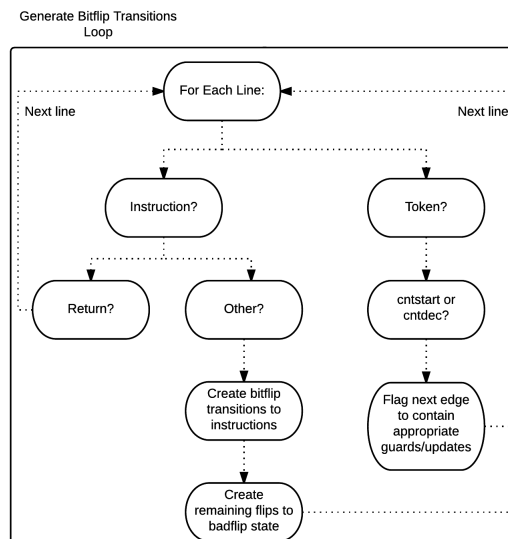 Generate Bitflip Transitions
Loop
For Each Line:
Next line
Next line
Instruction?
Token?
Return?
Other?
cntstart or
cntdec?
Create bitflip
transitions to
instructions
Flag next edge
to contain
appropriate
guards/updates
Create
remaining flips to
badflip state